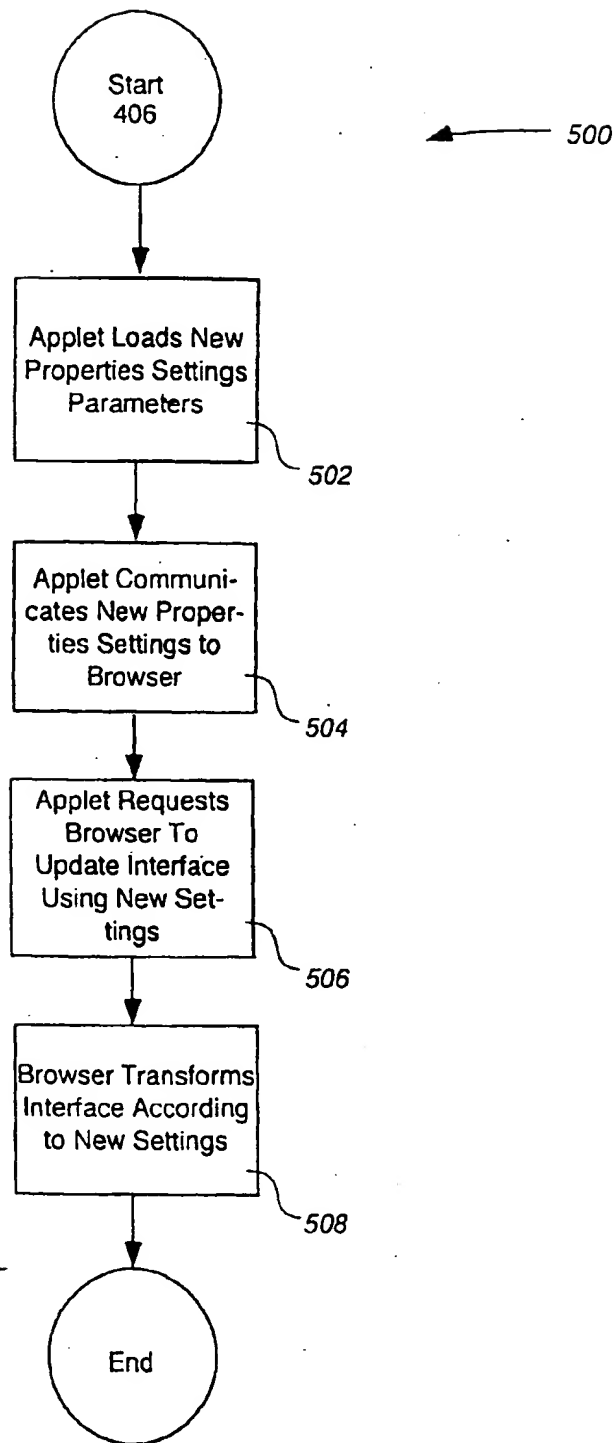 Start
406
500
Applet Loads New
Properties Settings
Parameters
502
Applet Communi-
cates New Proper-
ties Settings to
Browser
504
Applet Requests
Browser To
Update Interface
Using New Set-
tings
506
Browser Transforms
Interface According
to New Settings
508
End